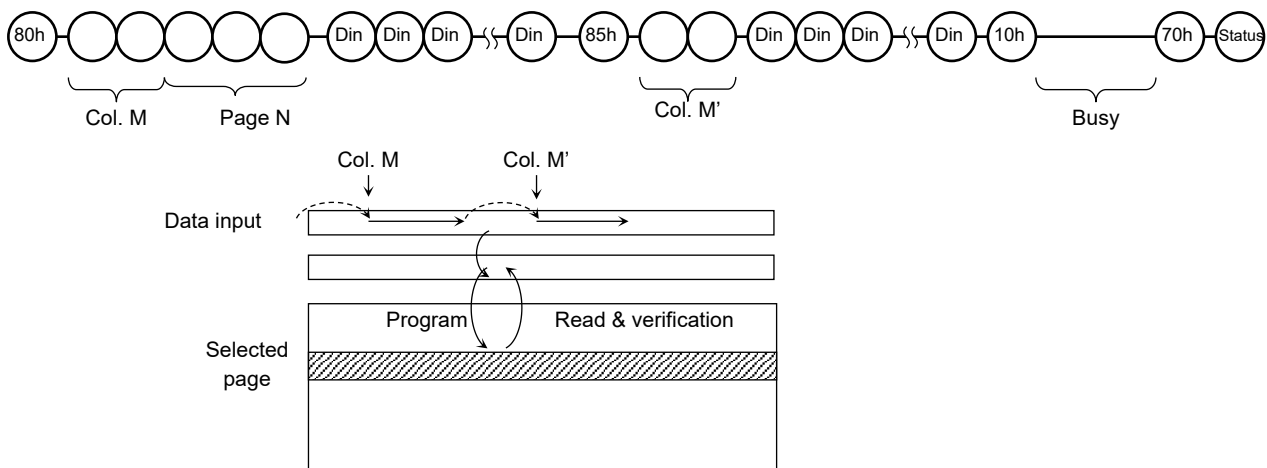 80h Din Din Din Din 85h Din Din Din Din 10h 70h Status
Col. M Page N Col. M’ Busy
Col. M Col. M’
Data input
Program Read & verification
Selected
page